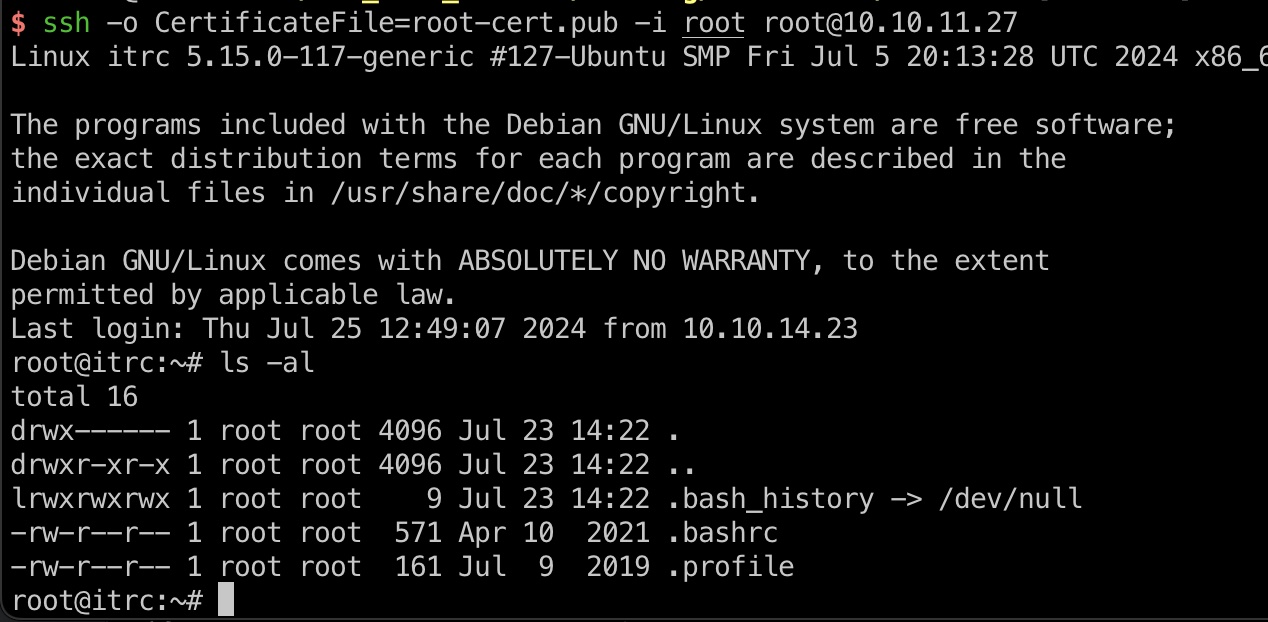 $ ssh -o CertificateFile=root-cert.pub -i root root@10.10.11.27
Linux itrc 5.15.0-117-generic #127-Ubuntu SMP Fri Jul 5 20:13:28 UTC 2024 x86_6
The programs included with the Debian GNU/Linux system are free software;
the exact distribution terms for each program are described in the
individual files in /usr/share/doc/*/copyright.
Debian GNU/Linux comes with ABSOLUTELY NO WARRANTY, to the extent
permitted by applicable law.
Last login: Thu Jul 25 12:49:07 2024 from 10.10.14.23
root@itrc:~# ls -al
total 16
drwx------ 1 root root 4096 Jul 23 14:22 .
drwxr-xr-x 1 root root 4096 Jul 23 14:22 ..
lrwxrwxrwx 1 root root    9 Jul 23 14:22 .bash_history -> /dev/null
-rw-r--r-- 1 root root  571 Apr 10  2021 .bashrc
-rw-r--r-- 1 root root  161 Jul  9  2019 .profile
root@itrc:~#